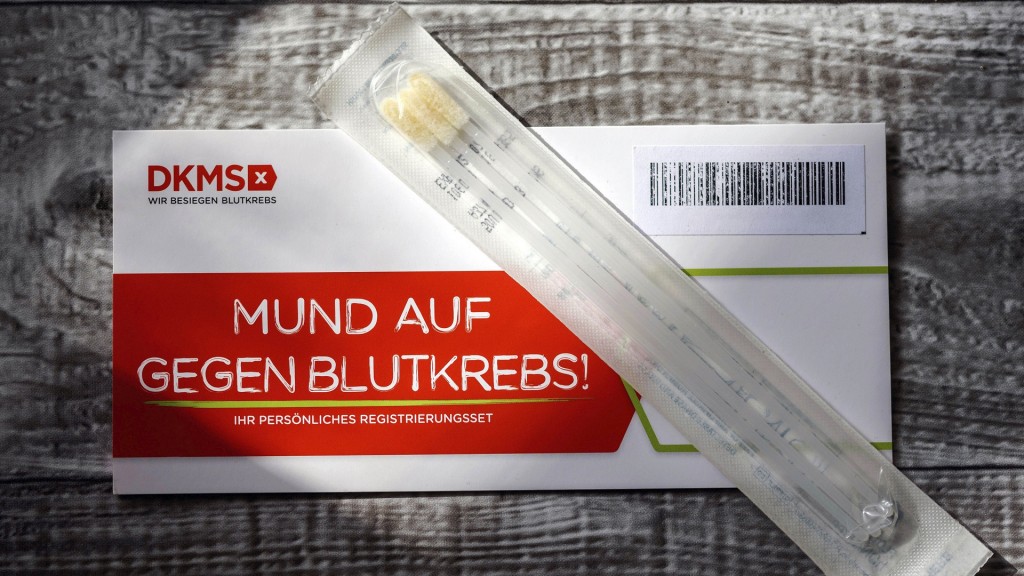 DKMS
WIR BESIEGEN BLUTKREBS
MUND AUF
GEGEN BLUTKREBS!
IHR PERSÖNLICHES REGISTRIERUNGSSET